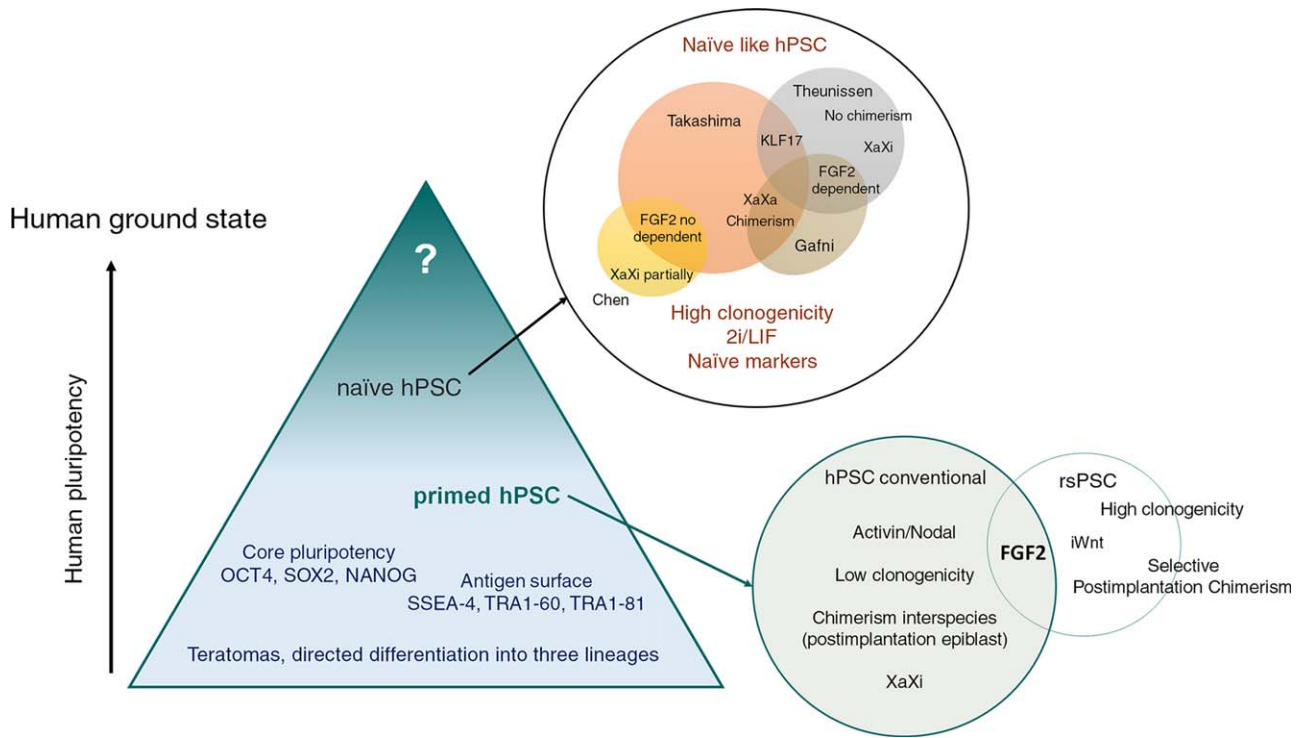 Human ground state
Human pluripotency
?
naïve hPSC
primed hPSC
Core pluripotency
OCT4, SOX2, NANOG
Antigen surface
SSEA-4, TRA1-60, TRA1-81
Teratomas, directed differentiation into three lineages
Naïve like hPSC
Theunissen
No chimerism
XaXi
Takashima
KLF17
FGF2
dependent
XaXa
Chimerism
Gafni
FGF2 no
dependent
XaXi partially
Chen
High clonogenicity
2i/LIF
Naïve markers
hPSC conventional
Activin/Nodal
Low clonogenicity
Chimerism interspecies
(postimplantation epiblast)
XaXi
FGF2
rsPSC
High clonogenicity
iWnt
Selective
Postimplantation Chimerism